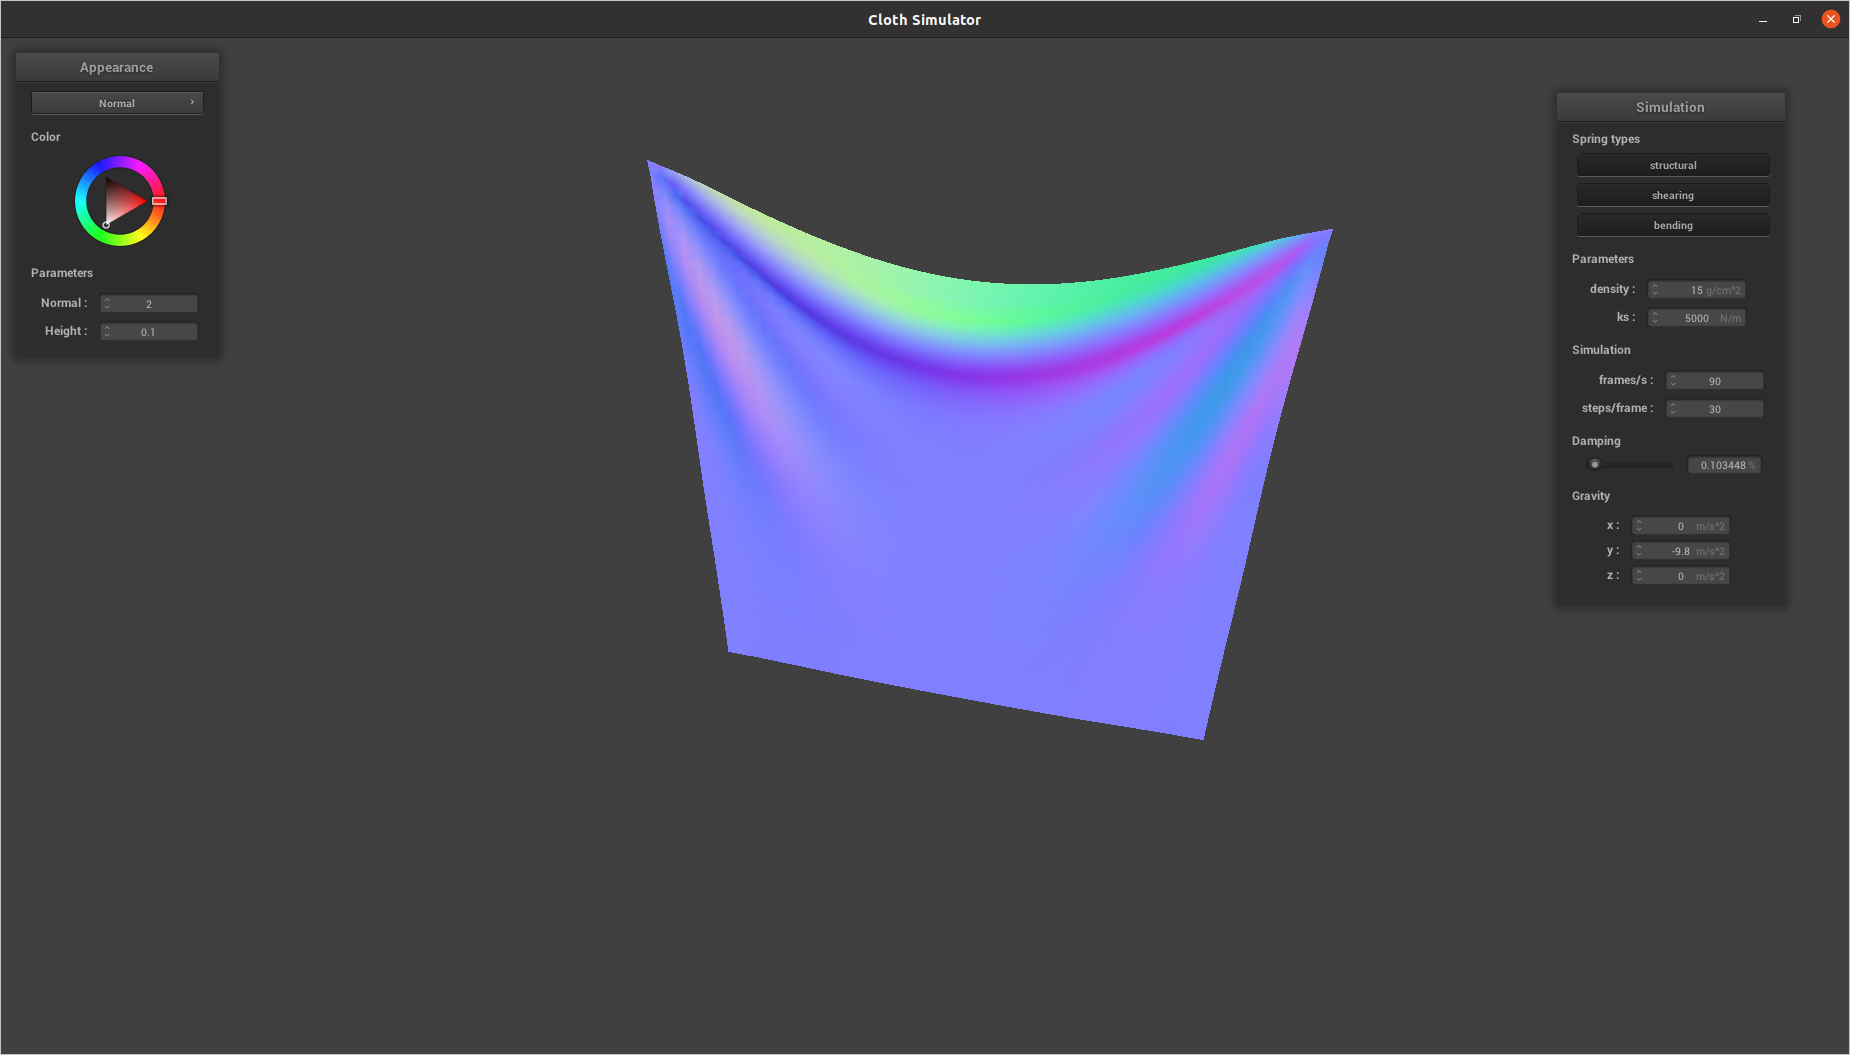 Cloth Simulator
Appearance
Normal
Color
Parameters
Normal : 2
Height : 0.1
Simulation
Spring types
structural
shearing
bending
Parameters
density : 15 g/cm^2
ks : 5000 N/m
Simulation
frames/s : 90
steps/frame : 30
Damping
0.103448 %
Gravity
x : 0 m/s^2
y : -9.8 m/s^2
z : 0 m/s^2